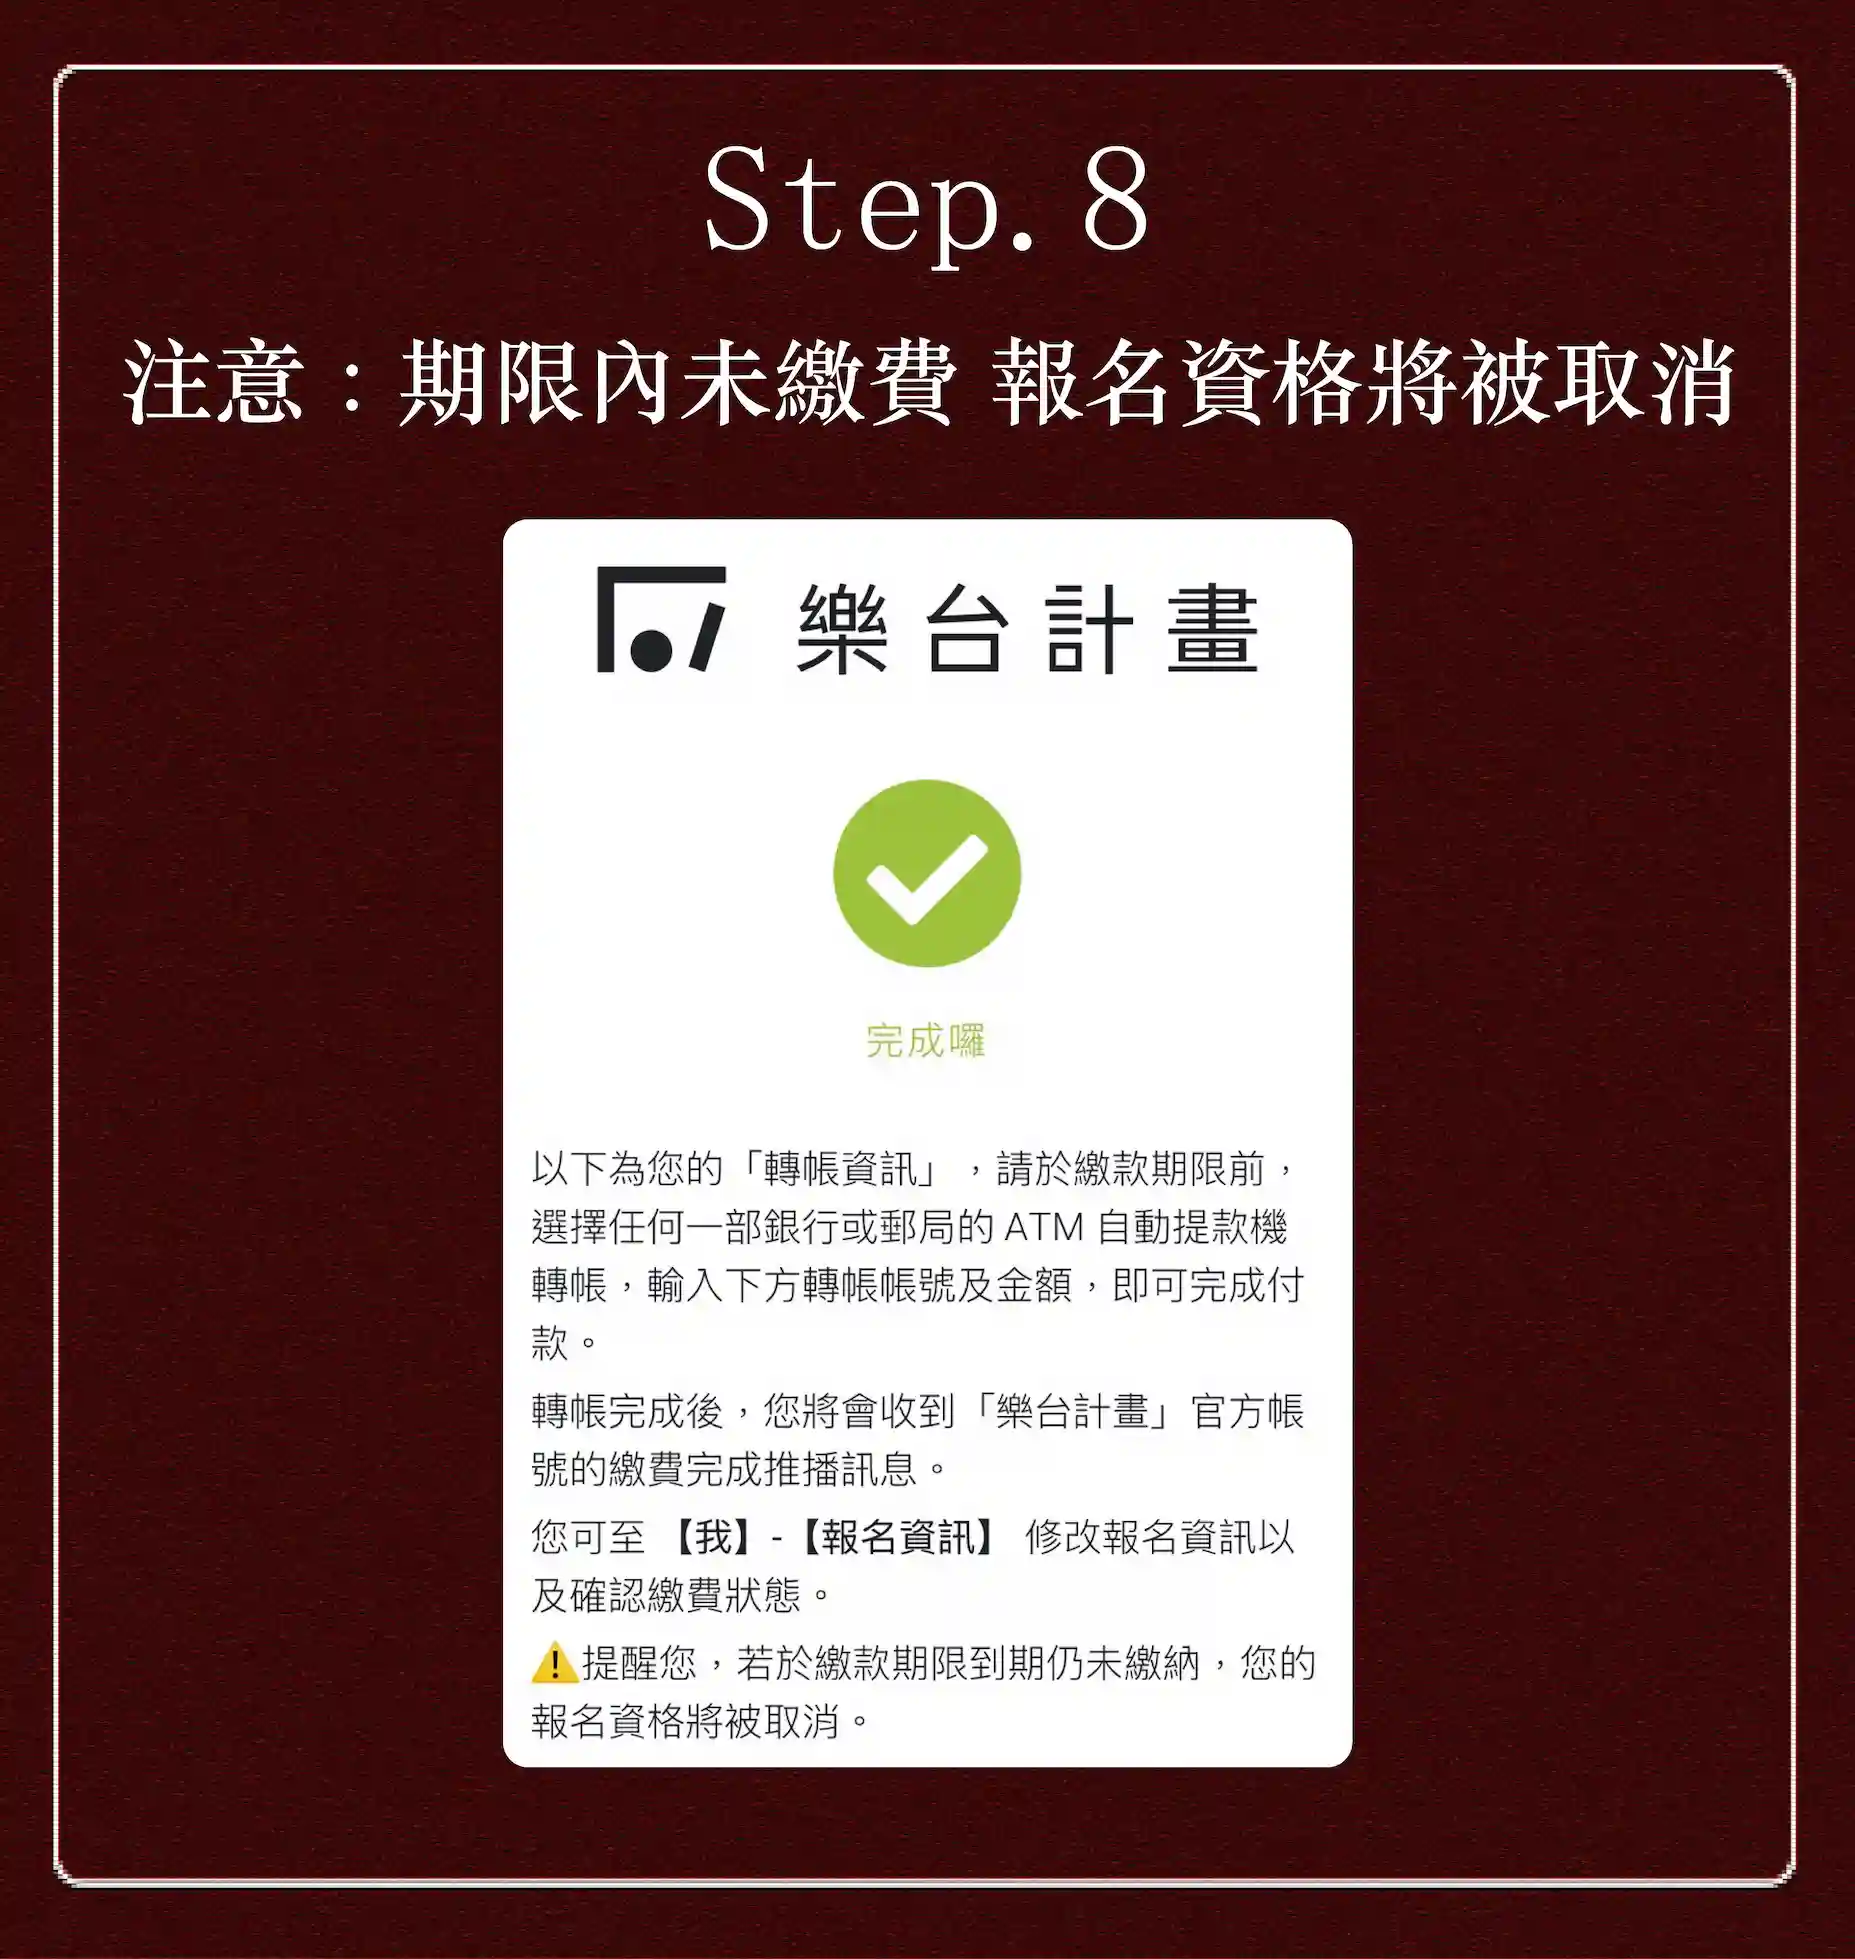 Step.8
注意：期限內未繳費 報名資格將被取消
樂台計畫
完成囉
以下為您的「轉帳資訊」，請於繳款期限前，
選擇任何一部銀行或郵局的 ATM 自動提款機
轉帳，輸入下方轉帳帳號及金額，即可完成付
款。
轉帳完成後，您將會收到「樂台計畫」官方帳
號的繳費完成推播訊息。
您可至 【我】-【報名資訊】 修改報名資訊以
及確認繳費狀態。
⚠️提醒您，若於繳款期限到期仍未繳納，您的
報名資格將被取消。